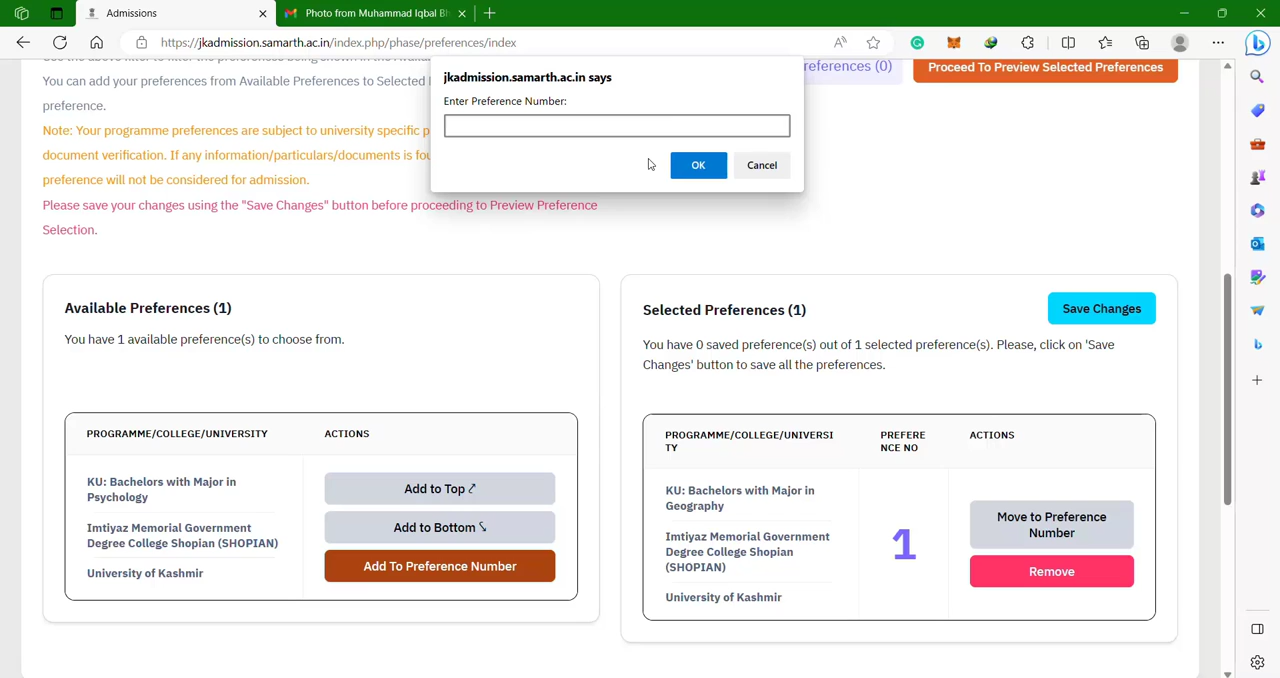 Admissions
Photo from Muhammad Iqbal Bh
https://jkadmission.samarth.ac.in/index.php/phase/preferences/index
You can add your preferences from Available Preferences to Selected
preference.
Note: Your programme preferences are subject to university specific p
document verification. If any information/particulars/documents is fou
preference will not be considered for admission.
Please save your changes using the "Save Changes" button before proceeding to Preview Preference
Selection.
jkadmission.samarth.ac.in says
Enter Preference Number:
OK
Cancel
references (0)
Proceed To Preview Selected Preferences
Available Preferences (1)
You have 1 available preference(s) to choose from.
PROGRAMME/COLLEGE/UNIVERSITY
ACTIONS
KU: Bachelors with Major in
Psychology
Imtiyaz Memorial Government
Degree College Shopian (SHOPIAN)
University of Kashmir
Add to Top ⤤
Add to Bottom ⤥
Add To Preference Number
Selected Preferences (1)
Save Changes
You have 0 saved preference(s) out of 1 selected preference(s). Please, click on 'Save
Changes' button to save all the preferences.
PROGRAMME/COLLEGE/UNIVERSI
TY
PREFERE
NCE NO
ACTIONS
KU: Bachelors with Major in
Geography
Imtiyaz Memorial Government
Degree College Shopian
(SHOPIAN)
University of Kashmir
1
Move to Preference
Number
Remove